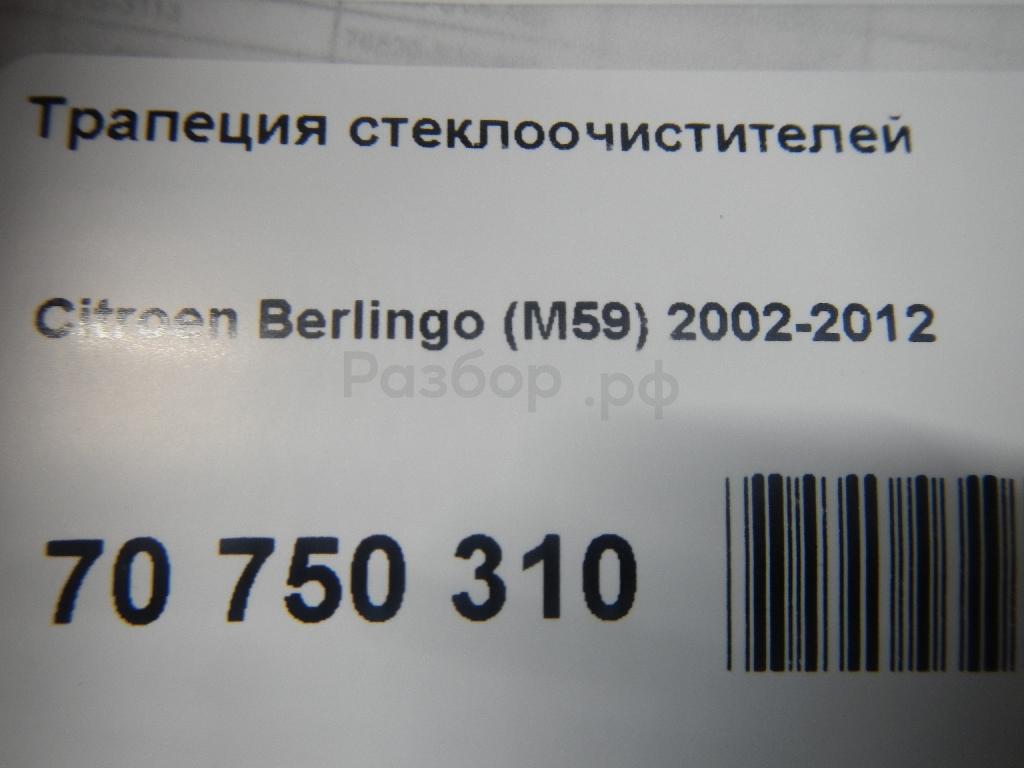 Трапеция стеклоочистителей
Citroen Berlingo (M59) 2002-2012
Разбор .рф
70 750 310